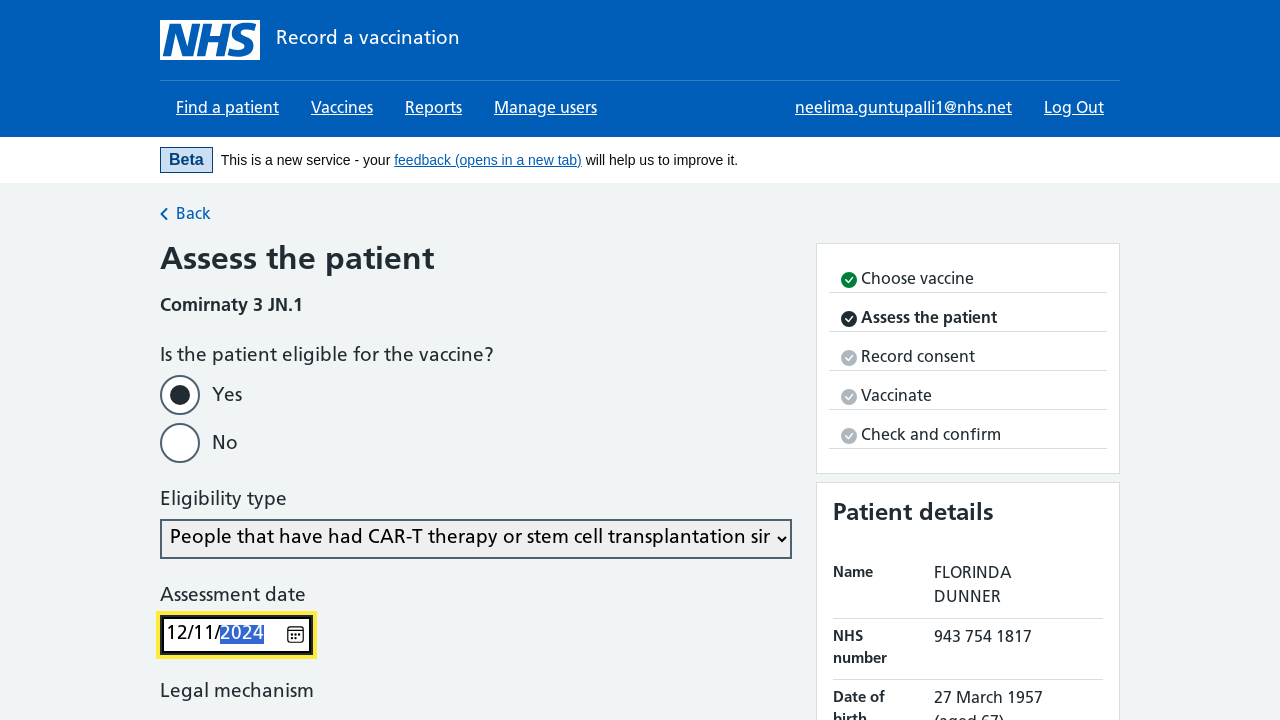 NHS Record a vaccination
Find a patient Vaccines Reports Manage users neelima.guntupalli1@nhs.net Log Out
Beta This is a new service - your feedback (opens in a new tab) will help us to improve it.
Back
Assess the patient
Comirnaty 3 JN.1
Is the patient eligible for the vaccine?
Yes
No
Eligibility type
People that have had CAR-T therapy or stem cell transplantation sir
Assessment date
12/11/2024
Legal mechanism
Choose vaccine
Assess the patient
Record consent
Vaccinate
Check and confirm
Patient details
Name FLORINDA
DUNNER
NHS 943 754 1817
number
Date of 27 March 1957
birth (aged 67)